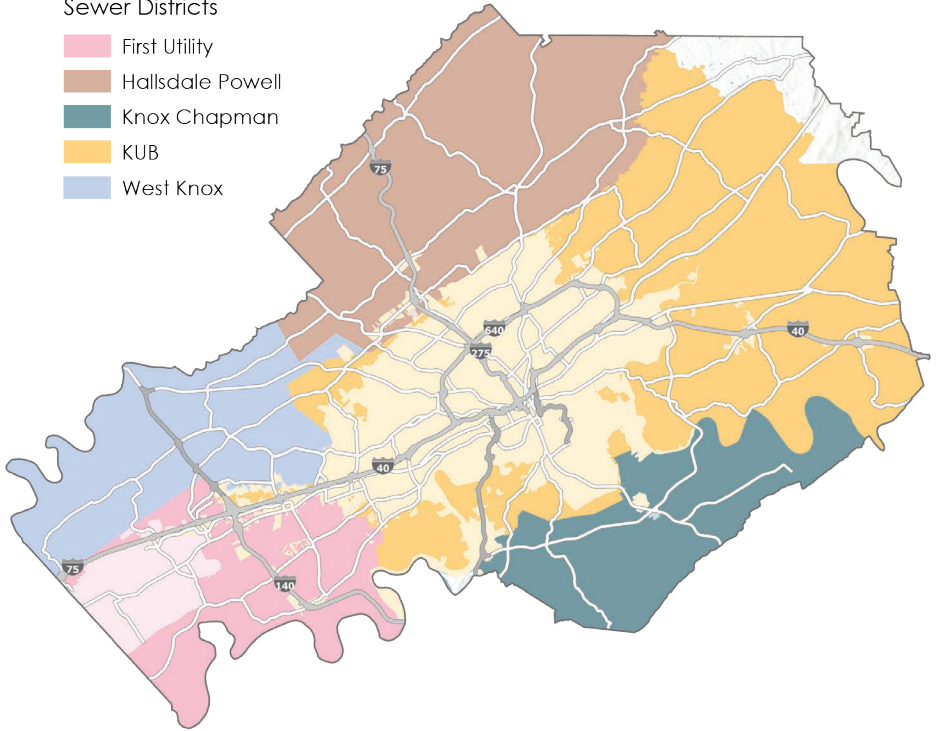 Sewer Districts
First Utility
Hallsdale Powell
Knox Chapman
KUB
West Knox
75
640
275
40
40
75
140